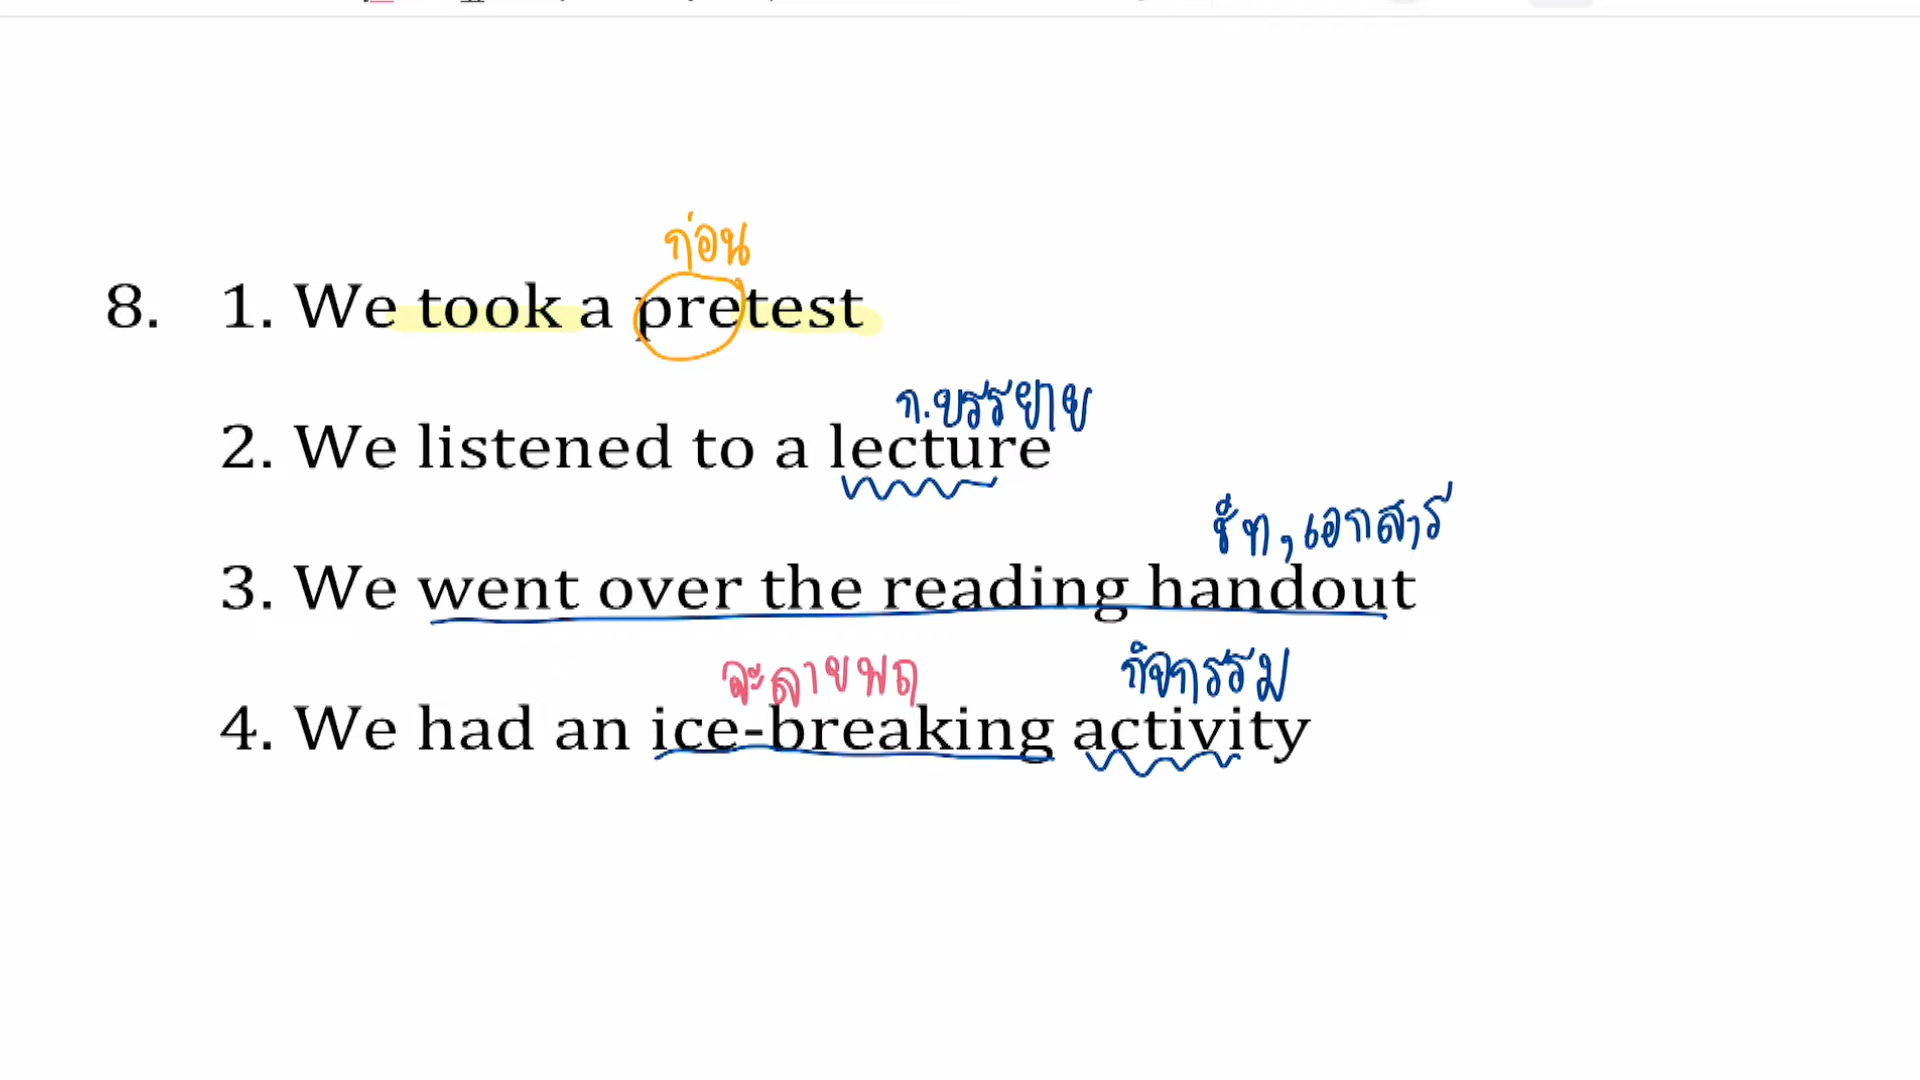 ก่อน
8. 1. We took a pretest
ก.บรรยาย
2. We listened to a lecture
ชีท, เอกสาร
3. We went over the reading handout
จะลายพฤ กิจกรรม
4. We had an ice-breaking activity